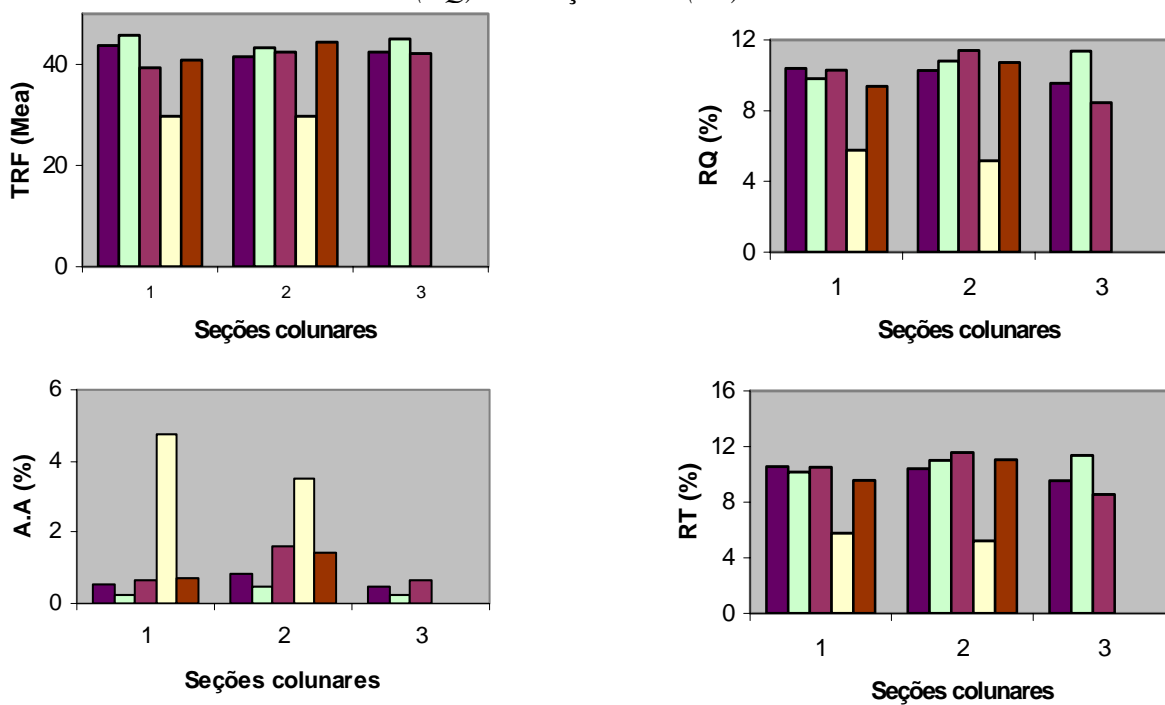 40
20
0
TRF (Mea)
1 2 3
Seções colunares
12
8
4
0
RQ (%)
1 2 3
Seções colunares
6
4
2
0
A.A (%)
1 2 3
Seções colunares
16
12
8
4
0
RT (%)
1 2 3
Seções colunares